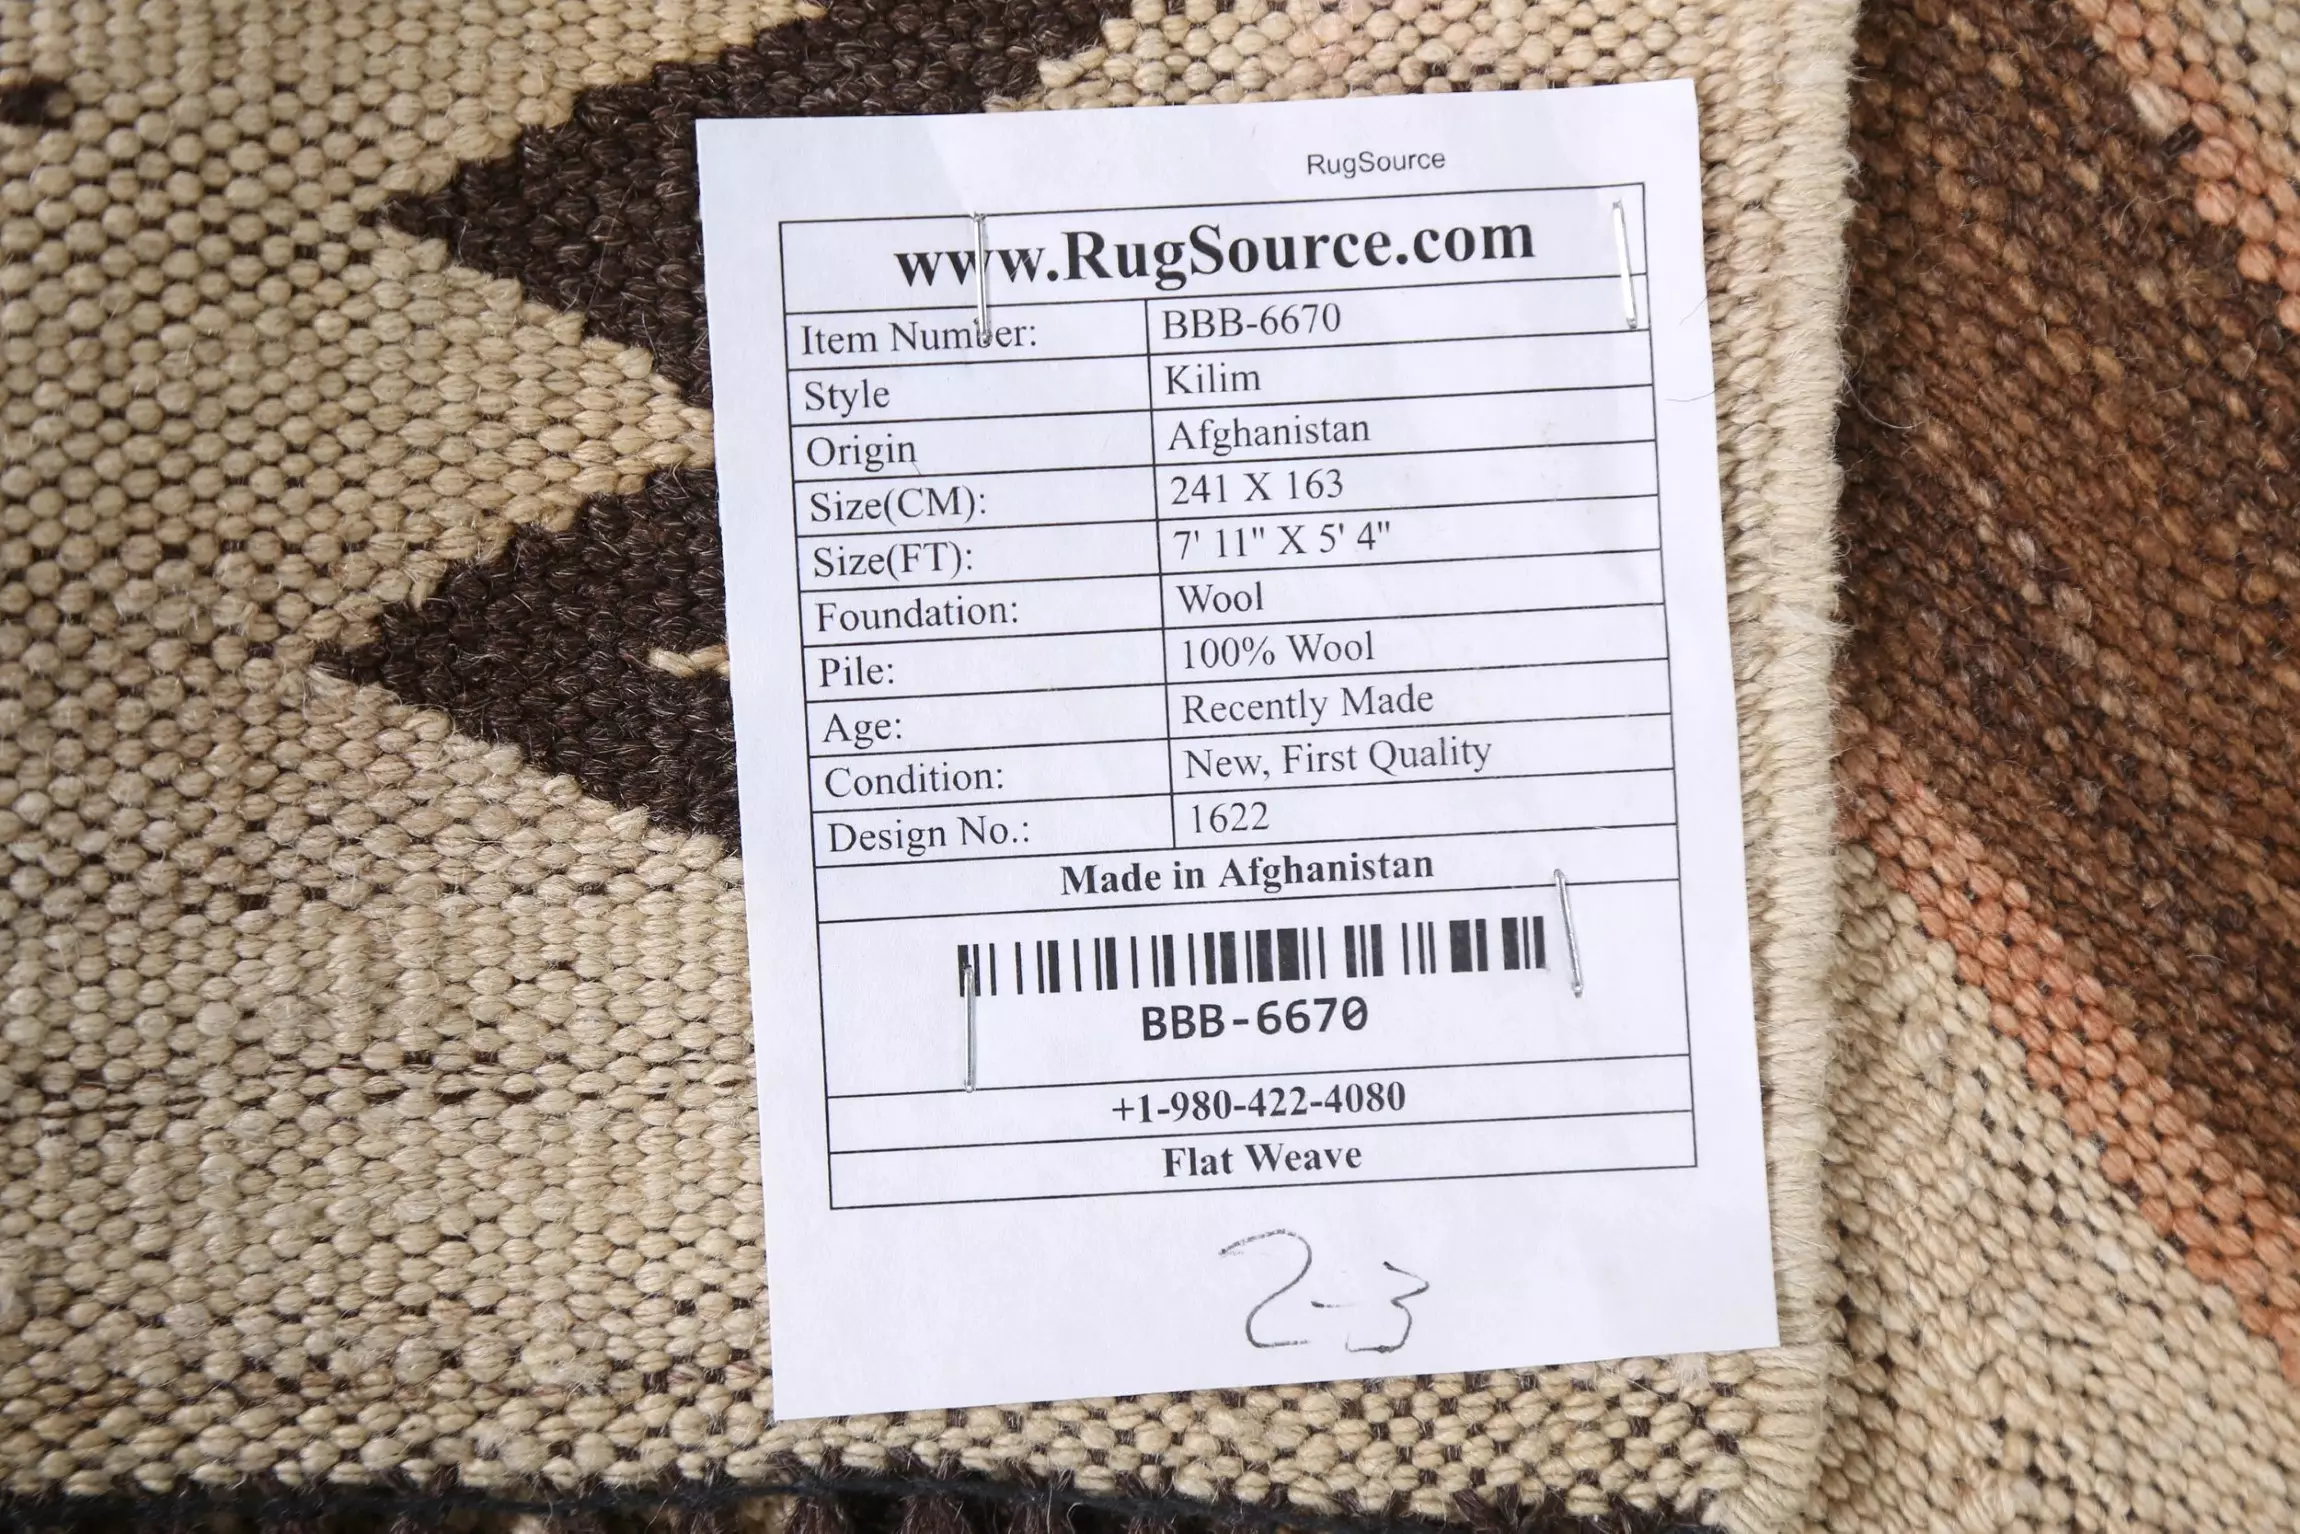 RugSource
www.RugSource.com
Item Number: BBB-6670
Style Kilim
Origin Afghanistan
Size(CM): 241 X 163
Size(FT): 7' 11" X 5' 4"
Foundation: Wool
Pile: 100% Wool
Age: Recently Made
Condition: New, First Quality
Design No.: 1622
Made in Afghanistan
BBB-6670
+1-980-422-4080
Flat Weave
2-3